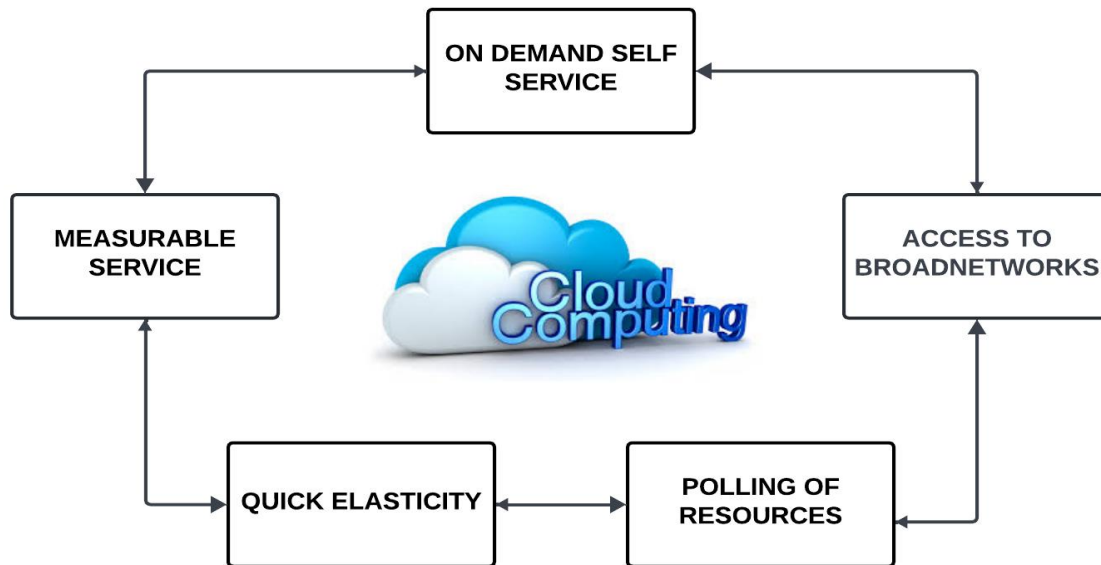 ON DEMAND SELF
SERVICE
MEASURABLE
SERVICE
ACCESS TO
BROADNETWORKS
Cloud
Computing
QUICK ELASTICITY
POLLING OF
RESOURCES